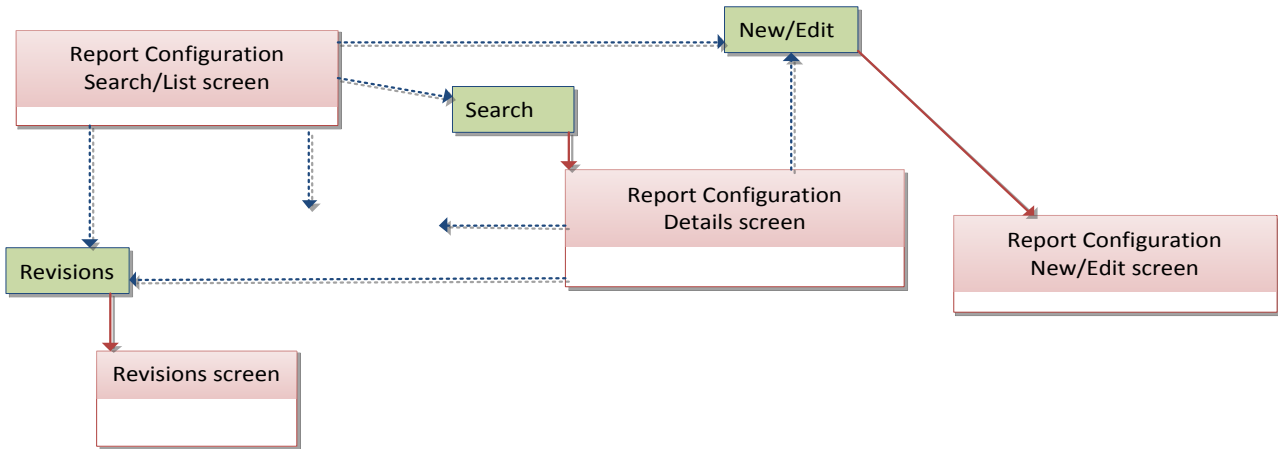 Report Configuration
Search/List screen
New/Edit
Search
Report Configuration
Details screen
Report Configuration
New/Edit screen
Revisions
Revisions screen